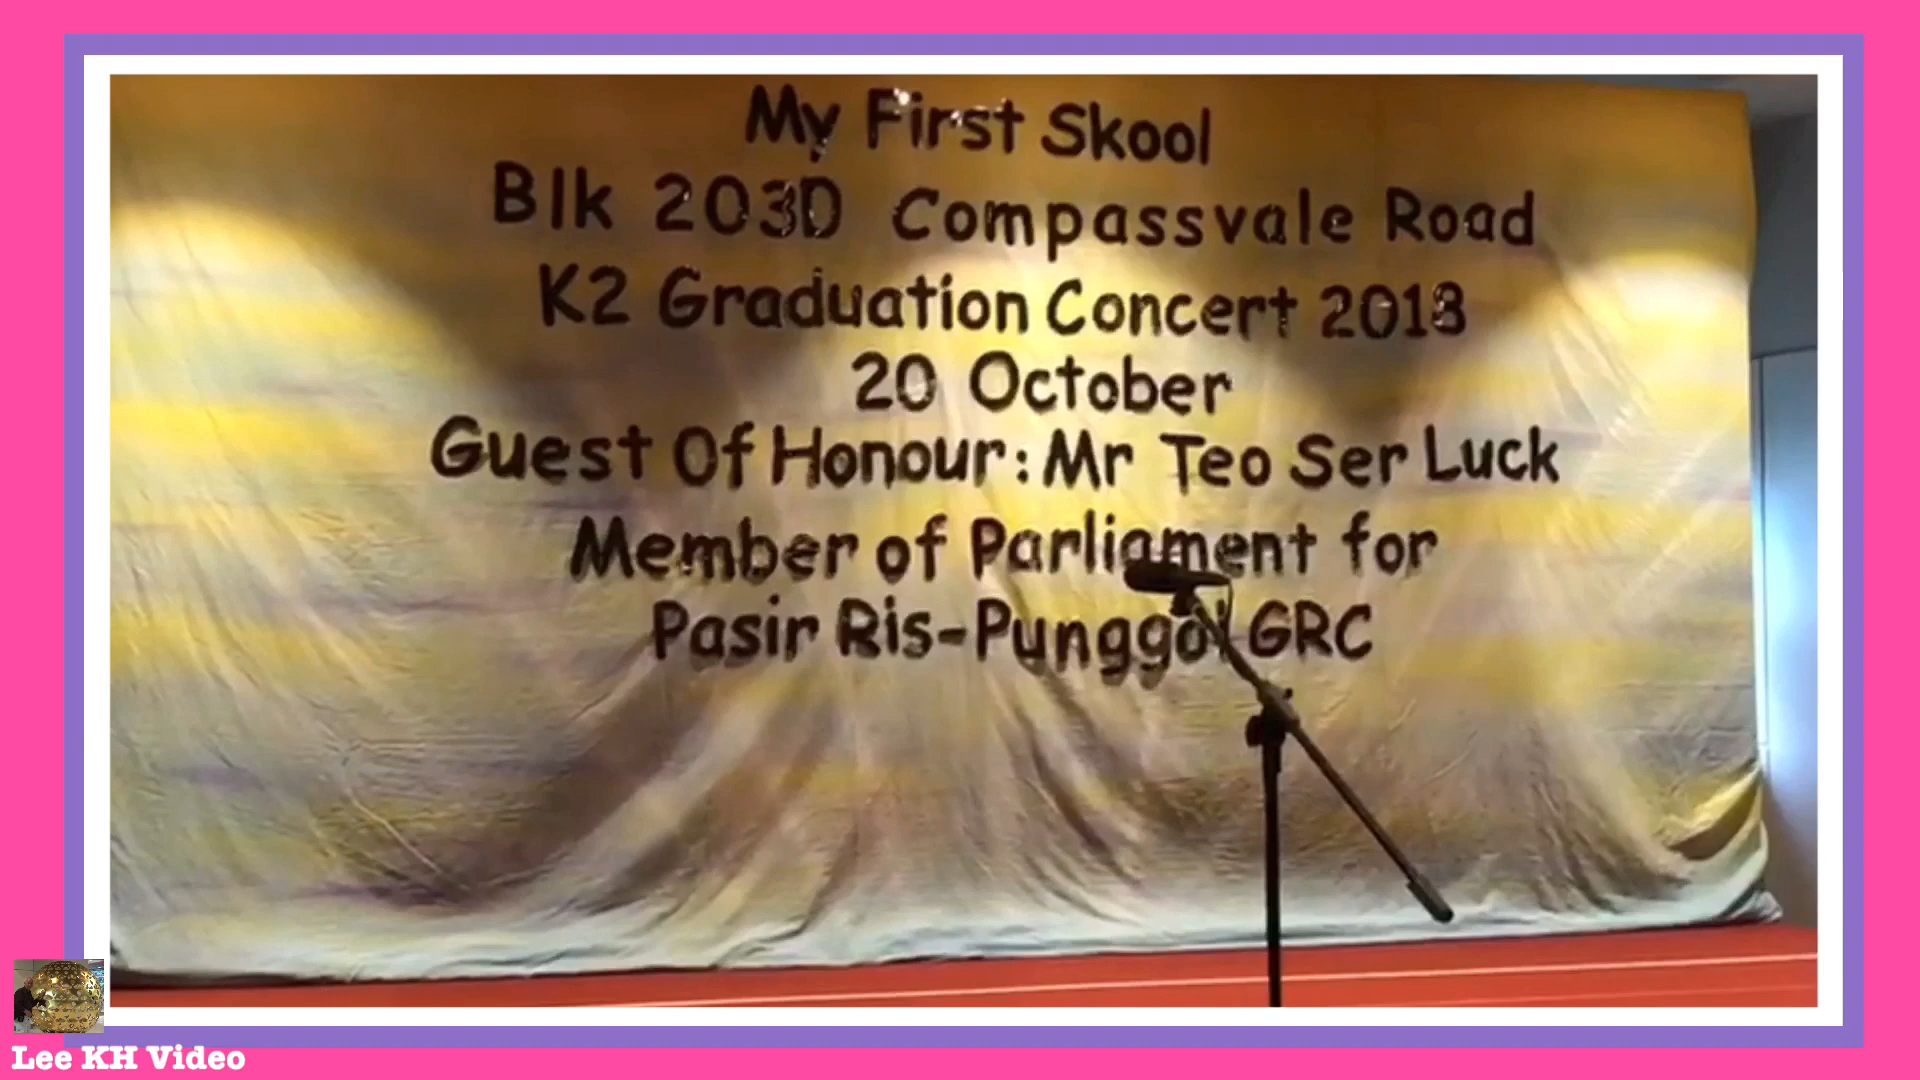 My First Skool
Blk 203D Compassvale Road
K2 Graduation Concert 2018
20 October
Guest Of Honour: Mr Teo Ser Luck
Member of Parliament for
Pasir Ris-Punggol GRC
Lee KH Video